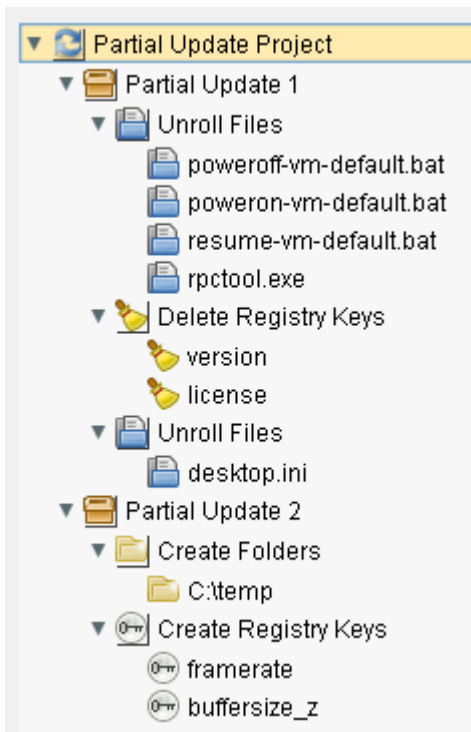 Partial Update Project
Partial Update 1
Unroll Files
poweroff-vm-default.bat
poweron-vm-default.bat
resume-vm-default.bat
rpctool.exe
Delete Registry Keys
version
license
Unroll Files
desktop.ini
Partial Update 2
Create Folders
C:\temp
Create Registry Keys
framerate
buffersize_z